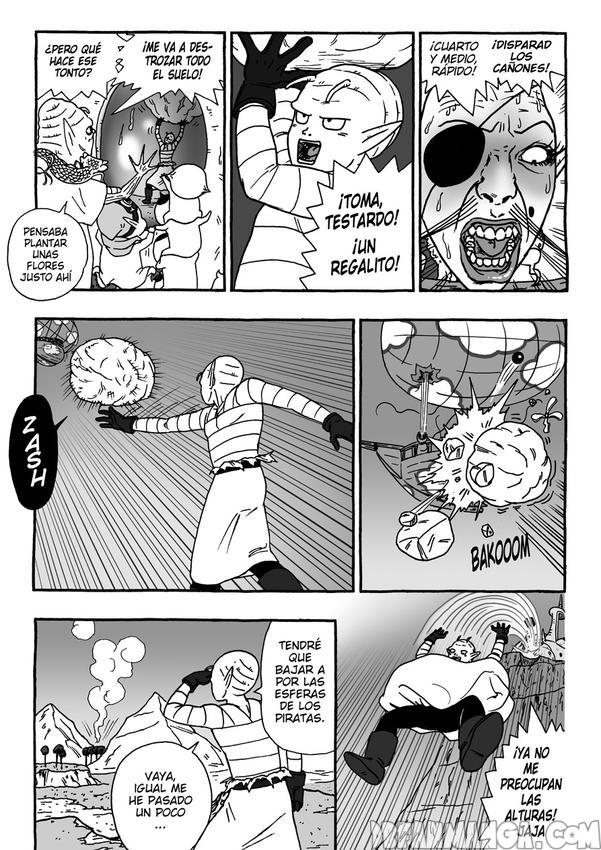 ¿PERO QUÉ
HACE ESE
TONTO?
¡ME VA A DES-
TROZAR TODO
EL SUELO!
PENSABA
PLANTAR
UNAS
FLORES
JUSTO AHÍ
¡TOMA,
TESTARDO!
¡UN
REGALITO!
¡CUARTO
Y MEDIO,
RÁPIDO!
¡DISPARAD
LOS
CAÑONES!
ZASH
BAKOOOM
TENDRÉ
QUE
BAJAR A
POR LAS
ESFERAS
DE LOS
PIRATAS.
VAYA,
IGUAL ME
HE PASADO
UN POCO
...
¡YA NO
ME
PREOCUPAN
LAS
ALTURAS!
JAJA
DREAMMANGA.COM